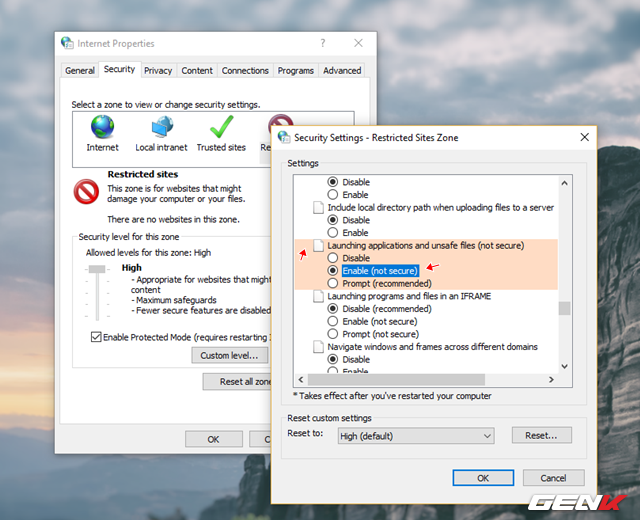 Internet Properties
General Security Privacy Content Connections Programs Advanced
Select a zone to view or change security settings.
Internet Local intranet Trusted sites
Restricted sites
This zone is for websites that might
damage your computer or your files.
There are no websites in this zone.
Security level for this zone
Allowed levels for this zone: High
High
- Appropriate for websites that might
content
- Maximum safeguards
- Fewer secure features are disabled
Enable Protected Mode (requires restarting
Custom level...
Reset all zone
OK
Security Settings - Restricted Sites Zone
Settings
Disable
Enable
Include local directory path when uploading files to a server
Disable
Enable
Launching applications and unsafe files (not secure)
Disable
Enable (not secure)
Prompt (recommended)
Launching programs and files in an IFRAME
Disable (recommended)
Enable (not secure)
Prompt (not secure)
Navigate windows and frames across different domains
Disable
Enable
* Takes effect after you've restarted your computer
Reset custom settings
Reset to: High (default) Reset...
OK Cancel
GENK